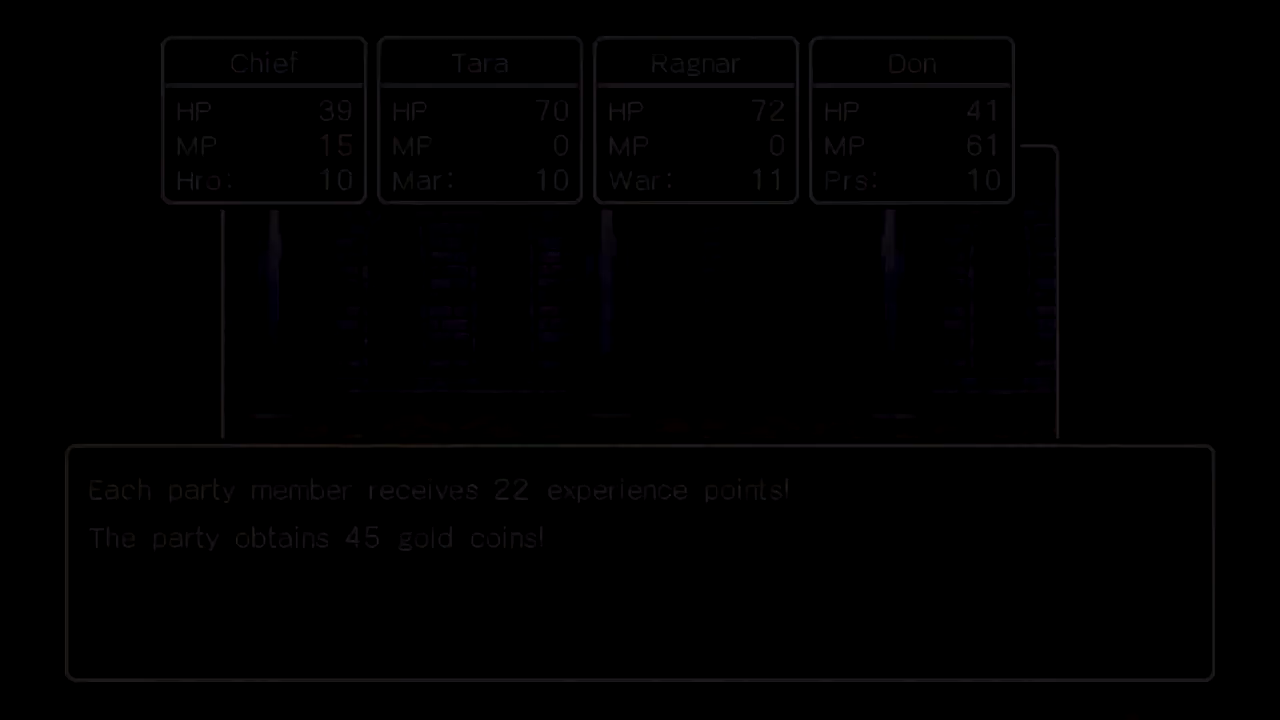 Chief Tara Ragnar Don
HP 39 HP 70 HP 72 HP 41
MP 15 MP 0 MP 0 MP 61
Hro: 10 Mar: 10 War: 11 Prs: 10
Each party member receives 22 experience points!
The party obtains 45 gold coins!